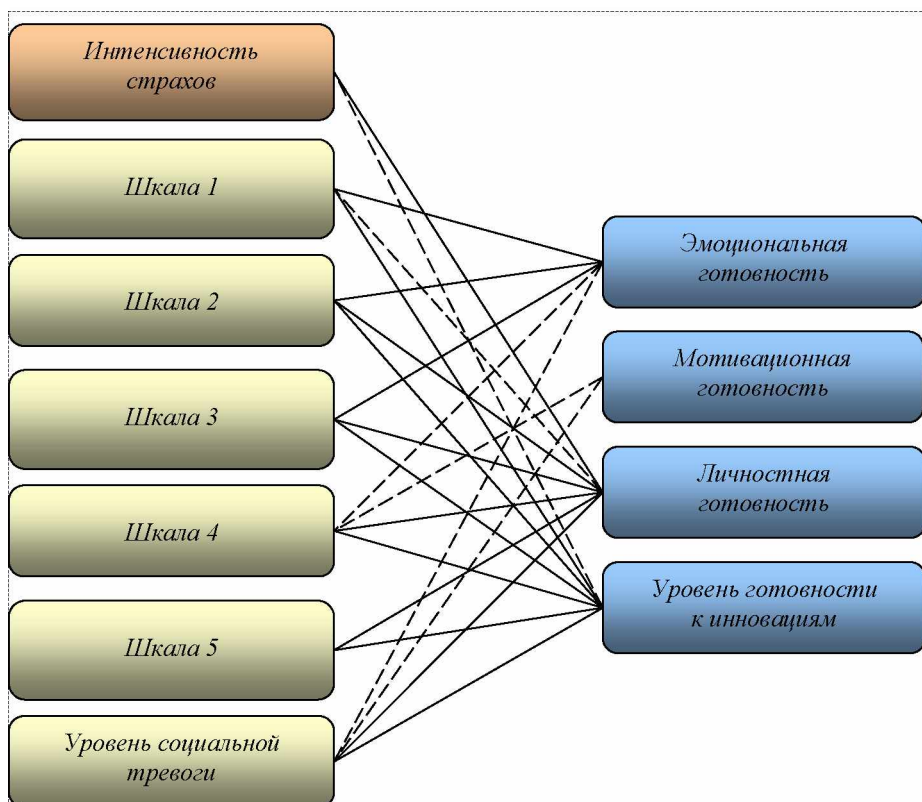 Интенсивность
страхов
Шкала 1
Шкала 2
Шкала 3
Шкала 4
Шкала 5
Уровень социальной
тревоги
Эмоциональная
готовность
Мотивационная
готовность
Личностная
готовность
Уровень готовности
к инновациям